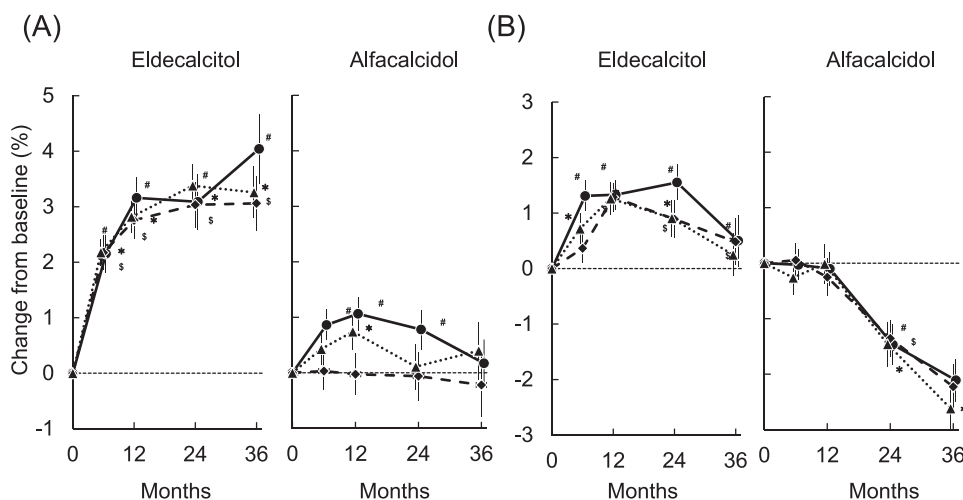 (A)
Eldecalcitol
Alfacalcidol
Change from baseline (%)
5
4
3
2
1
0
-1
# # # #
* * * *
$ $ $ $
# # #
*
0 12 24 36
0 12 24 36
Months
Months
(B)
Eldecalcitol
Alfacalcidol
3
2
1
0
-1
-2
-3
# # # #
* * *
$ $
#
$
* *
0 12 24 36
0 12 24 36
Months
Months